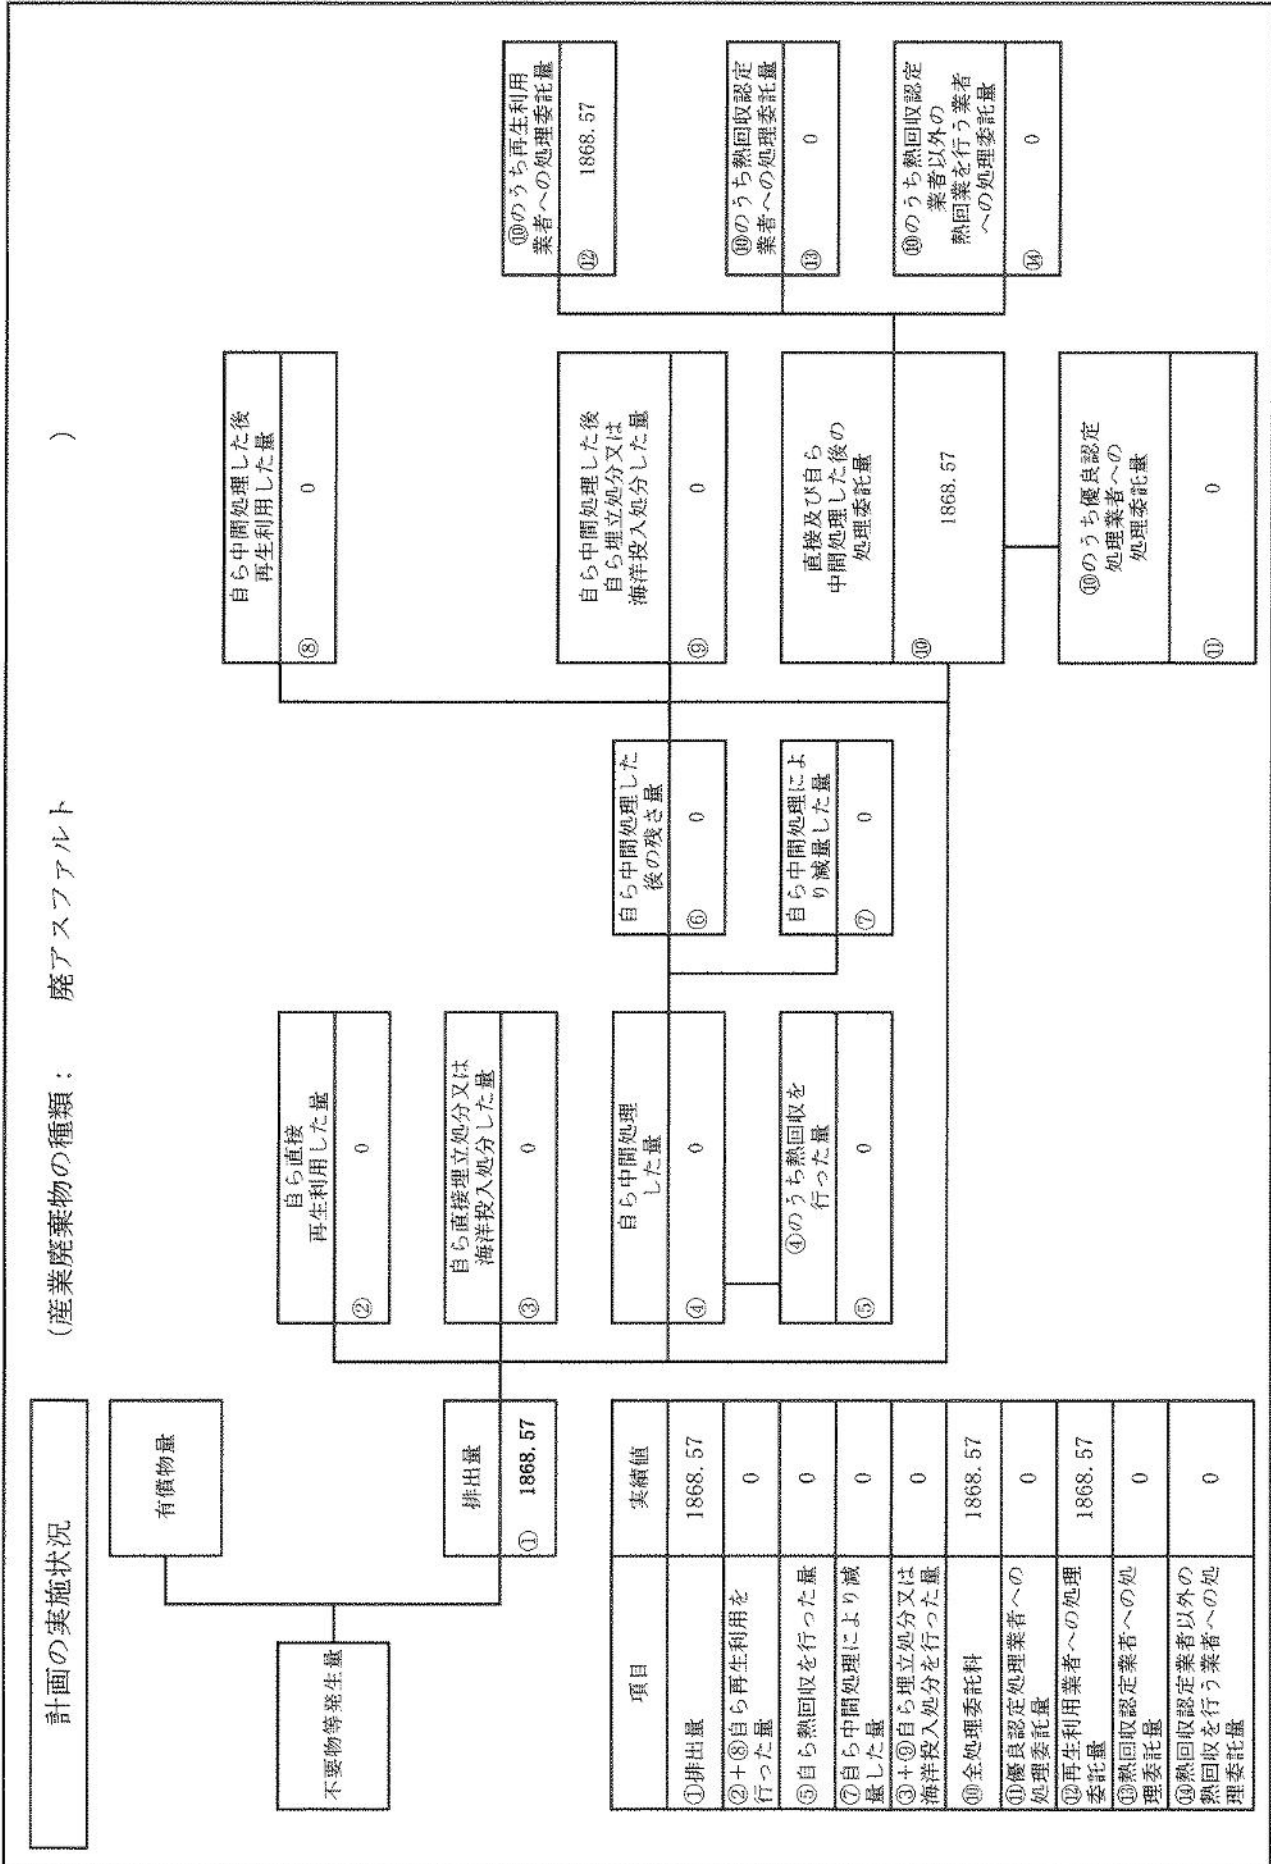 計画の実施状況
(産業廃棄物の種類： 廃アスファルト )
有償物量
不要物等発生量
排出量
① 1868.57
自ら直接
再生利用した量
② 0
自ら直接埋立処分又は
海洋投入処分した量
③ 0
自ら中間処理
した量
④ 0
④のうち熱回収を
行った量
⑤ 0
自ら中間処理した
後の残さ量
⑥ 0
自ら中間処理によ
り減量した量
⑦ 0
自ら中間処理した後
再生利用した量
⑧ 0
自ら中間処理した後
自ら埋立処分又は
海洋投入処分した量
⑨ 0
直接及び自ら
中間処理した後の
処理委託量
⑩ 1868.57
⑩のうち優良認定
処理業者への
処理委託量
⑪ 0
⑩のうち再生利用
業者への処理委託量
⑫ 1868.57
⑩のうち熱回収認定
業者への処理委託量
⑬ 0
⑩のうち熱回収認定
業者以外の
熱回業を行う業者
への処理委託量
⑭ 0
項目 実績値
①排出量 1868.57
②+⑧自ら再生利用を
行った量 0
⑤自ら熱回収を行った量 0
⑦自ら中間処理により減
量した量 0
③+⑨自ら埋立処分又は
海洋投入処分を行った量 0
⑩全処理委託料 1868.57
⑪優良認定処理業者への
処理委託量 0
⑫再生利用業者への処理
委託量 1868.57
⑬熱回収認定業者への処
理委託量 0
⑭熱回収認定業者以外の
熱回収を行う業者への処
理委託量 0